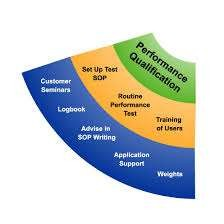 Performance
Qualification
Set Up Test
SOP
Routine
Performance
Test
Training
of Users
Customer
Seminars
Logbook
Advise in
SOP Writing
Application
Support
Weights